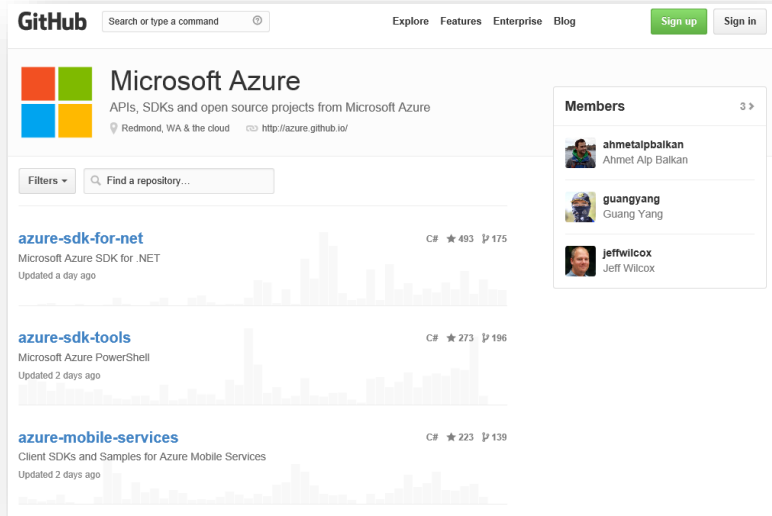 GitHub
Search or type a command
Explore Features Enterprise Blog
Sign up
Sign in
Microsoft Azure
APIs, SDKs and open source projects from Microsoft Azure
Redmond, WA & the cloud
http://azure.github.io/
Members
3
ahmetalpbalkan
Ahmet Alp Balkan
guangyang
Guang Yang
jeffwilcox
Jeff Wilcox
Filters
Find a repository…
azure-sdk-for-net
C# 493 175
Microsoft Azure SDK for .NET
Updated a day ago
azure-sdk-tools
C# 273 196
Microsoft Azure PowerShell
Updated 2 days ago
azure-mobile-services
C# 223 139
Client SDKs and Samples for Azure Mobile Services
Updated 2 days ago